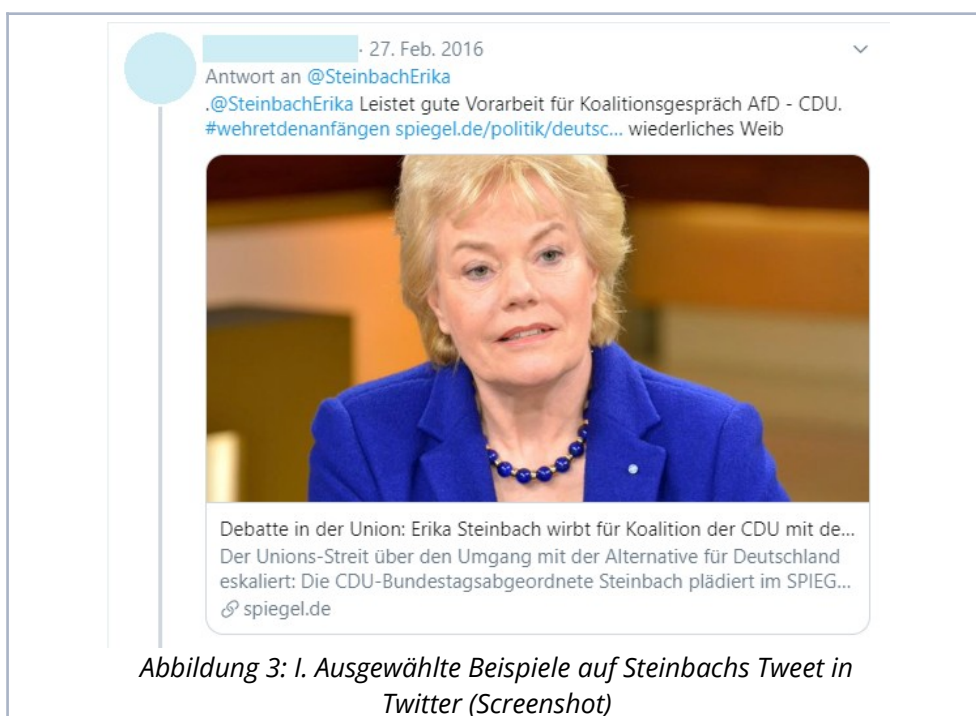 · 27. Feb. 2016
Antwort an @SteinbachErika
.@SteinbachErika Leistet gute Vorarbeit für Koalitionsgespräch AfD - CDU.
#wehretdenanfängen spiegel.de/politik/deutsc... wiederliches Weib
Debatte in der Union: Erika Steinbach wirbt für Koalition der CDU mit de...
Der Unions-Streit über den Umgang mit der Alternative für Deutschland
eskaliert: Die CDU-Bundestagsabgeordnete Steinbach plädiert im SPIEG...
spiegel.de
Abbildung 3: I. Ausgewählte Beispiele auf Steinbachs Tweet in
Twitter (Screenshot)